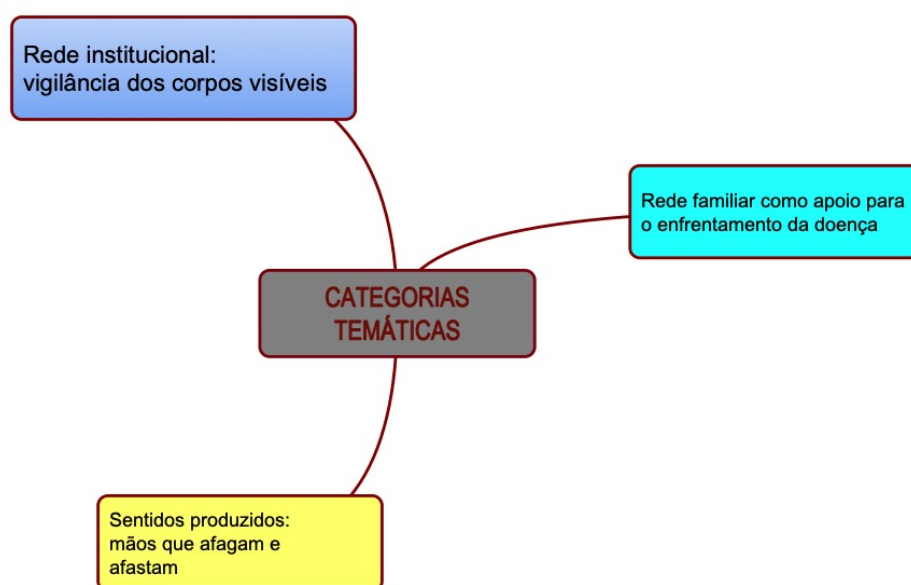 Rede institucional:
vigilância dos corpos visíveis
Rede familiar como apoio para
o enfrentamento da doença
CATEGORIAS
TEMÁTICAS
Sentidos produzidos:
mãos que afagam e
afastam